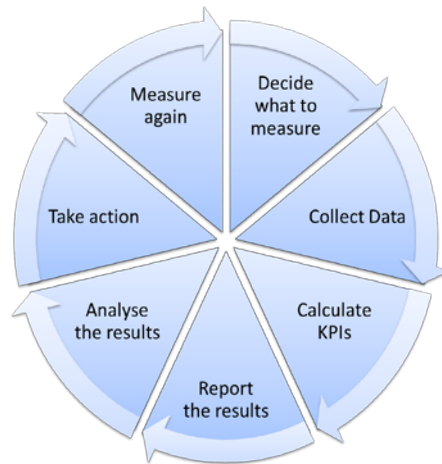 Decide
what to
measure
Collect Data
Calculate
KPIs
Report
the results
Analyse
the results
Take action
Measure
again